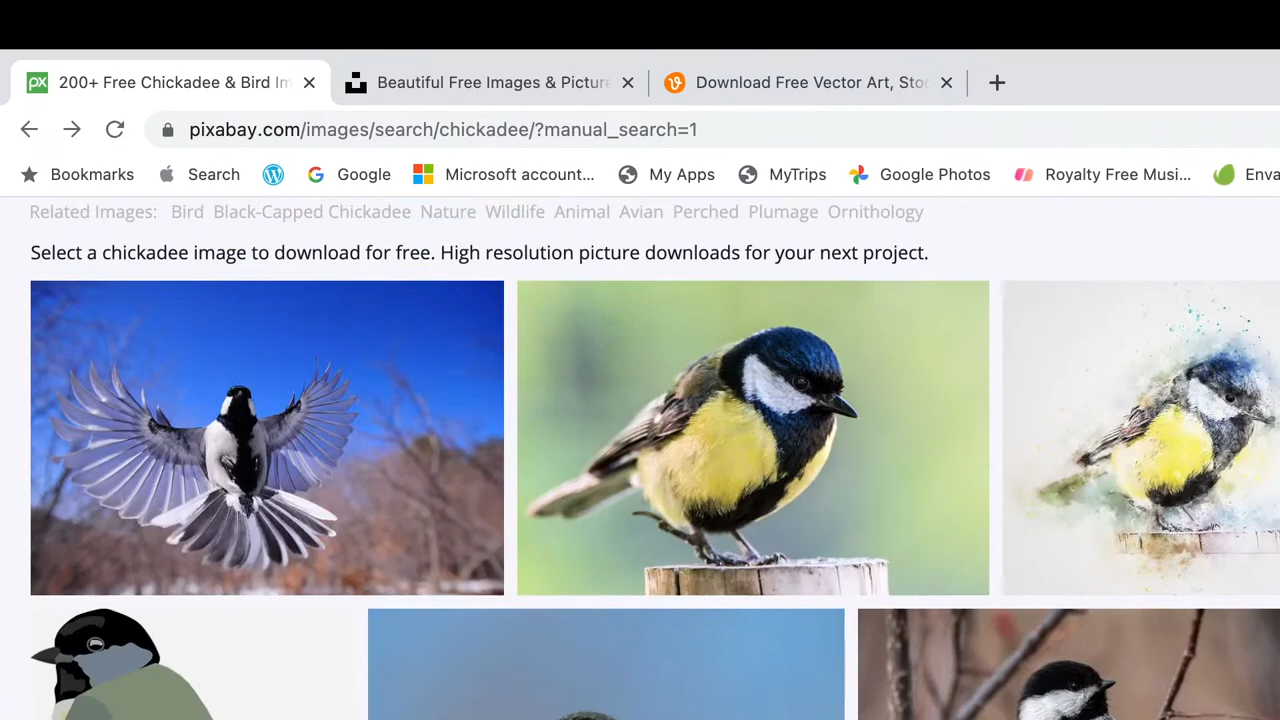 px 200+ Free Chickadee & Bird Im Beautiful Free Images & Picture Download Free Vector Art, Stoc
pixabay.com/images/search/chickadee/?manual_search=1
Bookmarks Search Google Microsoft account... My Apps MyTrips Google Photos Royalty Free Musi... Enva
Related Images: Bird Black-Capped Chickadee Nature Wildlife Animal Avian Perched Plumage Ornithology
Select a chickadee image to download for free. High resolution picture downloads for your next project.